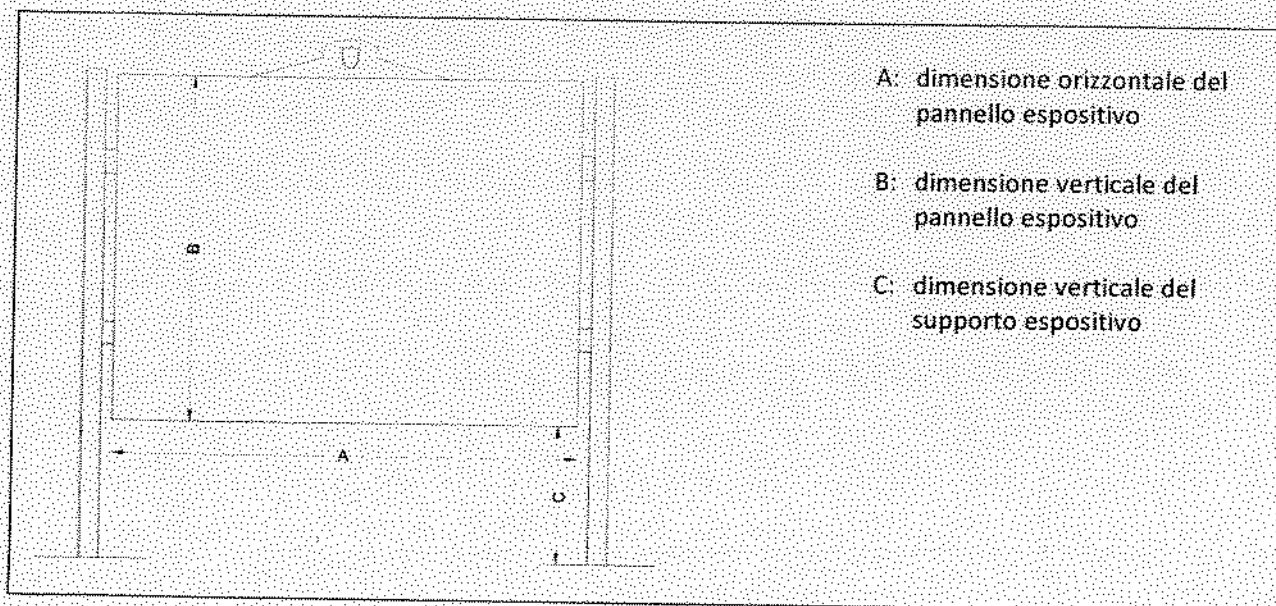 A: dimensione orizzontale del
pannello espositivo
B: dimensione verticale del
pannello espositivo
C: dimensione verticale del
supporto espositivo
B
A
C